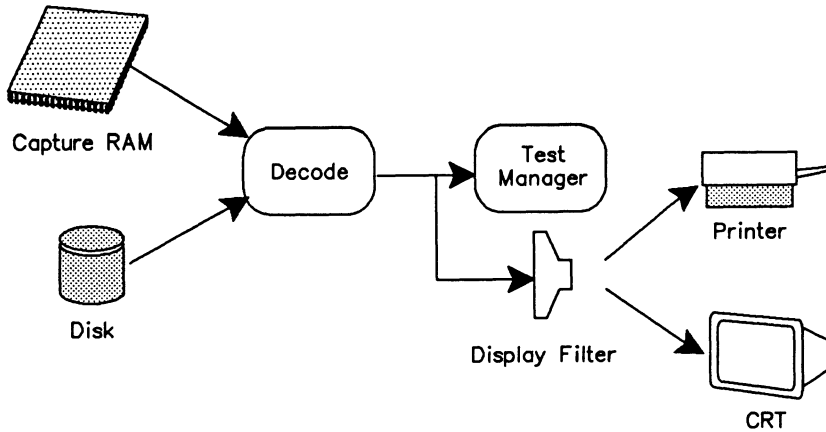 Capture RAM
Disk
Decode
Test
Manager
Display Filter
Printer
CRT